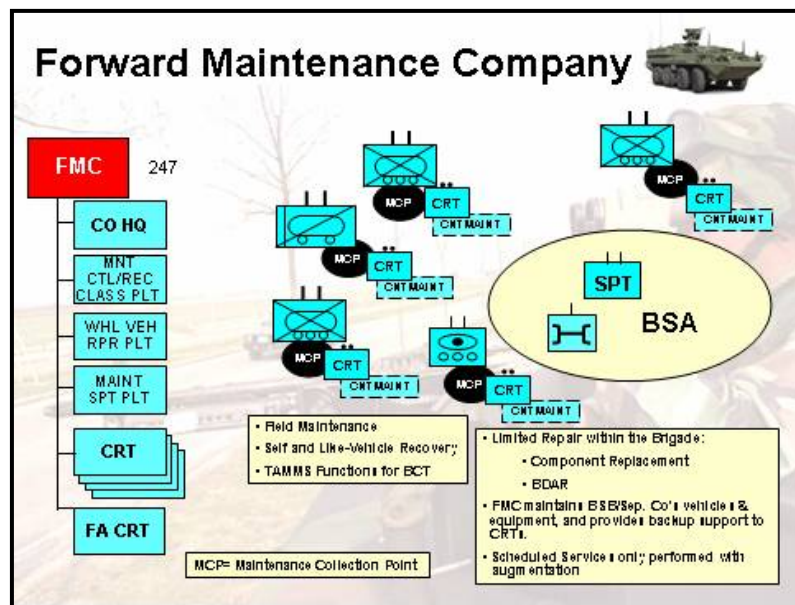 Forward Maintenance Company
FMC
247
CO HQ
MNT
CTL/REC
CLASS PLT
WHL VEH
RPR PLT
MAINT
SPT PLT
CRT
FA CRT
MCP
CRT
CNT MAINT
MCP
CRT
CNT MAINT
MCP
CRT
CNT MAINT
MCP
CRT
CNT MAINT
MCP
CRT
CNT MAINT
SPT
BSA
• Field Maintenance
• Self and Like-Vehicle Recovery
• TAMMS Functions for BCT
• Limited Repair within the Brigade:
• Component Replacement
• BDAR
• FMC maintains BSB/Sep. Co's vehicles &
equipment, and provides backup support to
CRTs.
• Scheduled Services only performed with
augmentation
MCP= Maintenance Collection Point